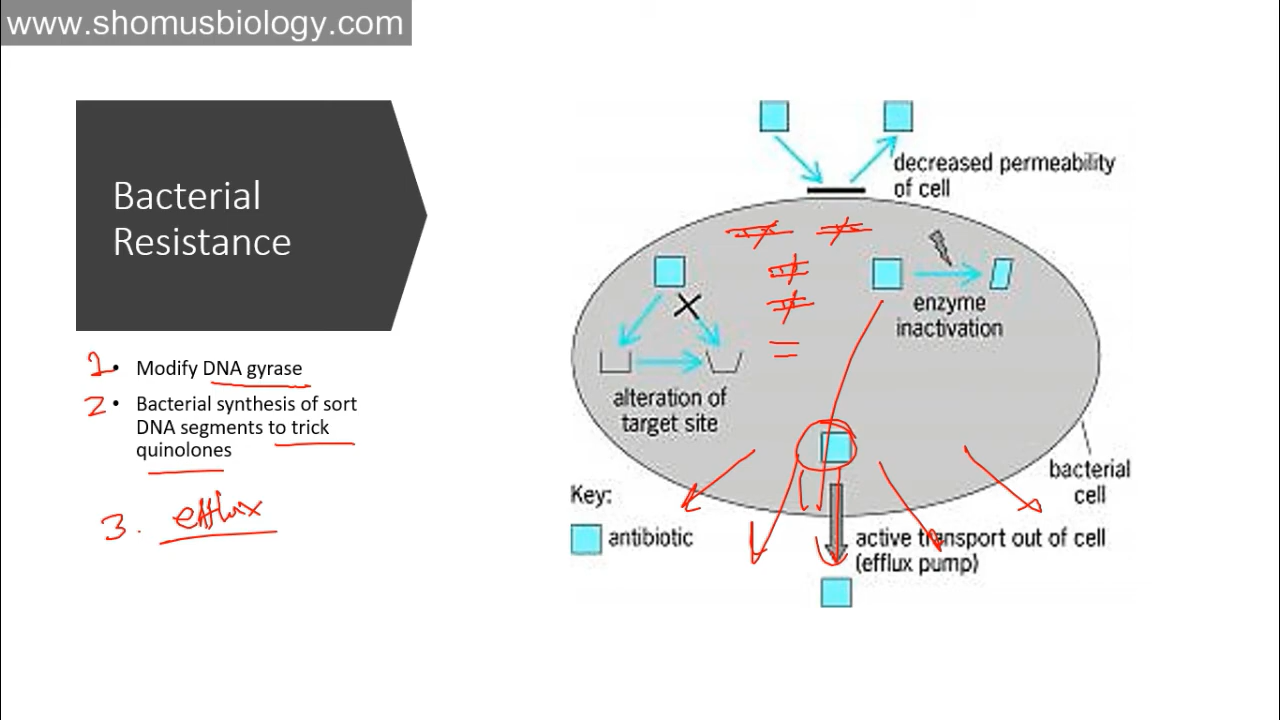 www.shomusbiology.com
Bacterial
Resistance
1 • Modify DNA gyrase
2 • Bacterial synthesis of sort
DNA segments to trick
quinolones
3. efflux
decreased permeability
of cell
enzyme
inactivation
alteration of
target site
bacterial
cell
Key:
antibiotic
active transport out of cell
(efflux pump)